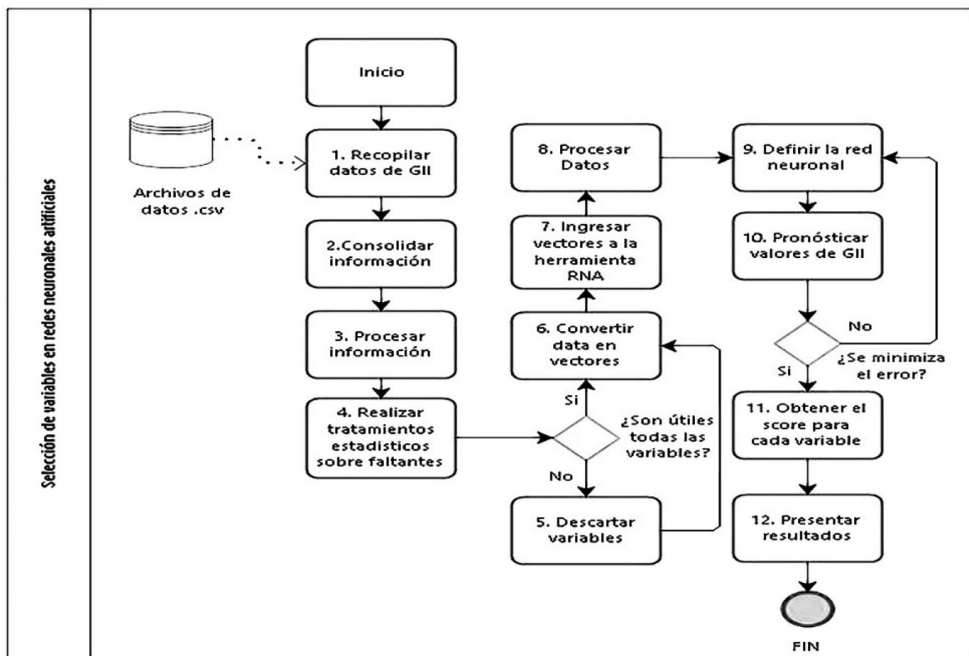 Selección de variables en redes neuronales artificiales
Inicio
Archivos de
datos .csv
1. Recopilar
datos de GII
2.Consolidar
información
3. Procesar
información
4. Realizar
tratamientos
estadisticos
sobre faltantes
¿Son útiles
todas las
variables?
Si
No
5. Descartar
variables
6. Convertir
data en
vectores
7. Ingresar
vectores a la
herramienta
RNA
8. Procesar
Datos
9. Definir la red
neuronal
10. Pronósticar
valores de GII
No
¿Se minimiza
el error?
Si
11. Obtener el
score para
cada variable
12. Presentar
resultados
FIN